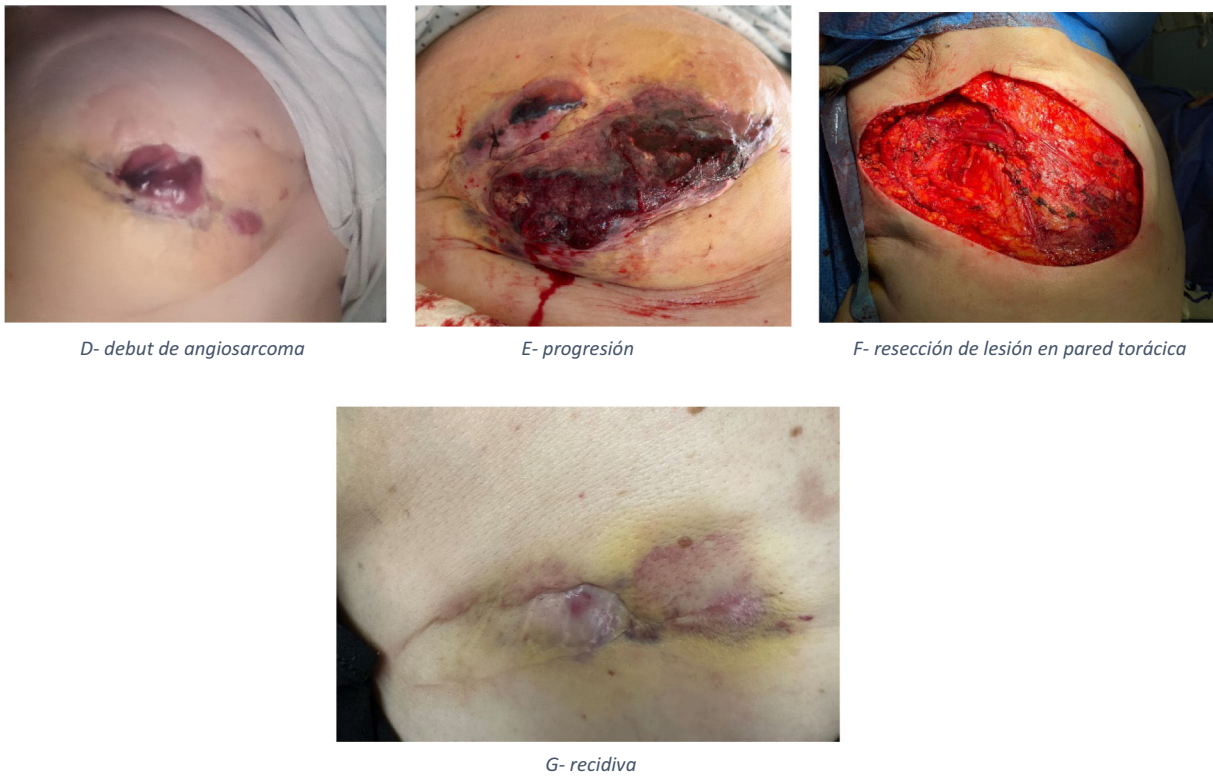 D- debut de angiosarcoma
E- progresión
F- resección de lesión en pared torácica
G- recidiva